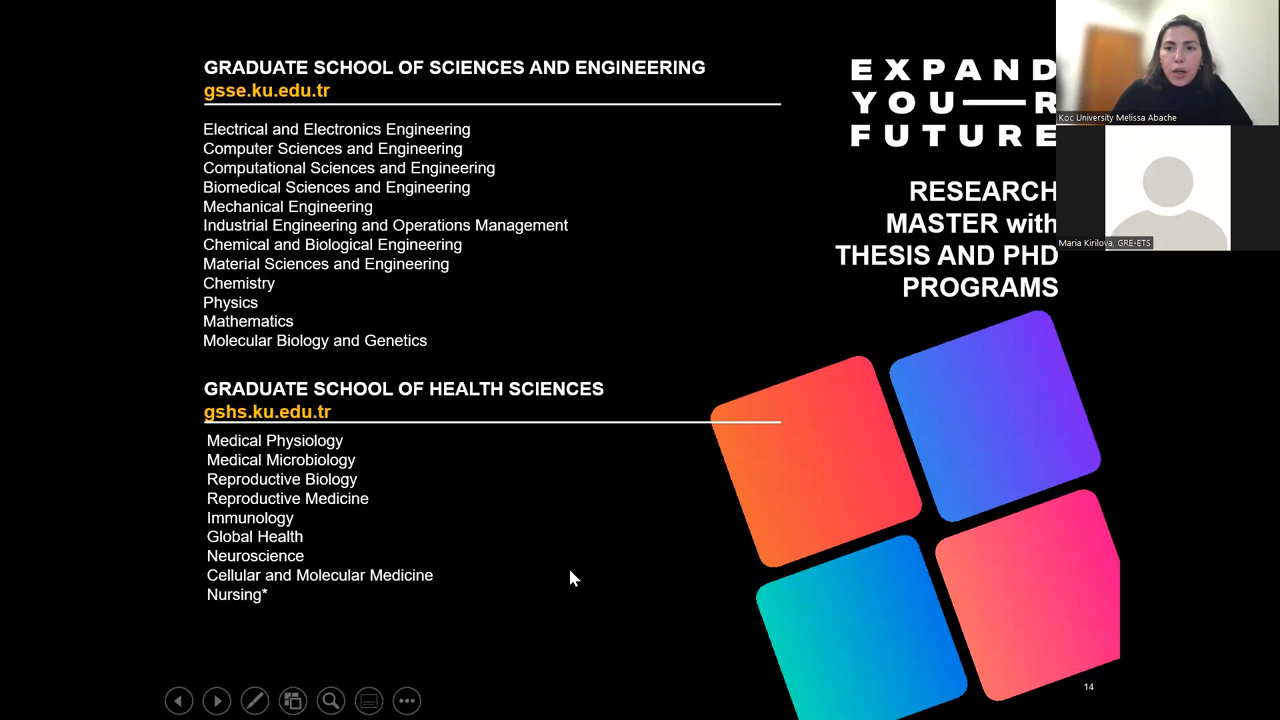 GRADUATE SCHOOL OF SCIENCES AND ENGINEERING
gsse.ku.edu.tr
Electrical and Electronics Engineering
Computer Sciences and Engineering
Computational Sciences and Engineering
Biomedical Sciences and Engineering
Mechanical Engineering
Industrial Engineering and Operations Management
Chemical and Biological Engineering
Material Sciences and Engineering
Chemistry
Physics
Mathematics
Molecular Biology and Genetics
GRADUATE SCHOOL OF HEALTH SCIENCES
gshs.ku.edu.tr
Medical Physiology
Medical Microbiology
Reproductive Biology
Reproductive Medicine
Immunology
Global Health
Neuroscience
Cellular and Molecular Medicine
Nursing*
EXPAND
YOU—R
FUTURE
RESEARCH
MASTER with
THESIS AND PHD
PROGRAMS
Koc University Melissa Abache
Maria Kirilova, GRE-ETS
14